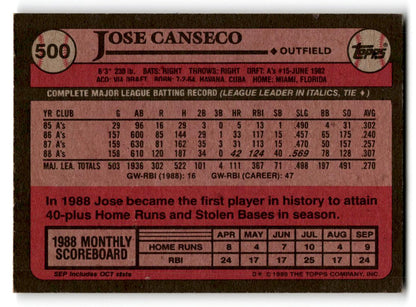 500
JOSE CANSECO
◆ OUTFIELD
TOPPS
6'3" 230 lb. BATS: RIGHT THROWS: RIGHT DRFT: A's #15-JUNE 1982
ACQ: VIA DRAFT BORN: 7-2-64, HAVANA, CUBA HOME: MIAMI, FLORIDA
COMPLETE MAJOR LEAGUE BATTING RECORD (LEAGUE LEADER IN ITALICS, TIE ♦)
YR CLUB G AB R H 2B 3B HR RBI SB SLG BB SO AVG
85 A's 29 96 16 29 3 0 5 13 1 .490 4 31 .302
86 A's 157 600 85 144 29 1 33 117 15 .457 65 175 .240
87 A's 159 630 81 162 35 3 31 113 15 .470 50 157 .257
88 A's 158 610 120 187 34 0 42 124 40 .569 78 128 .307
MAJ. LEA. TOTALS 503 1936 302 522 101 4 111 367 71 .498 197 491 .270
GW-RBI (1988): 16 GW-RBI (CAREER): 47
In 1988 Jose became the first player in history to attain
40-plus Home Runs and Stolen Bases in season.
1988 MONTHLY SCOREBOARD
APR MAY JUN JUL AUG SEP
HOME RUNS 8 4 7 10 4 9
RBI 24 17 17 25 17 24
SEP INCLUDES OCT stats
D* © 1989 THE TOPPS COMPANY, INC.